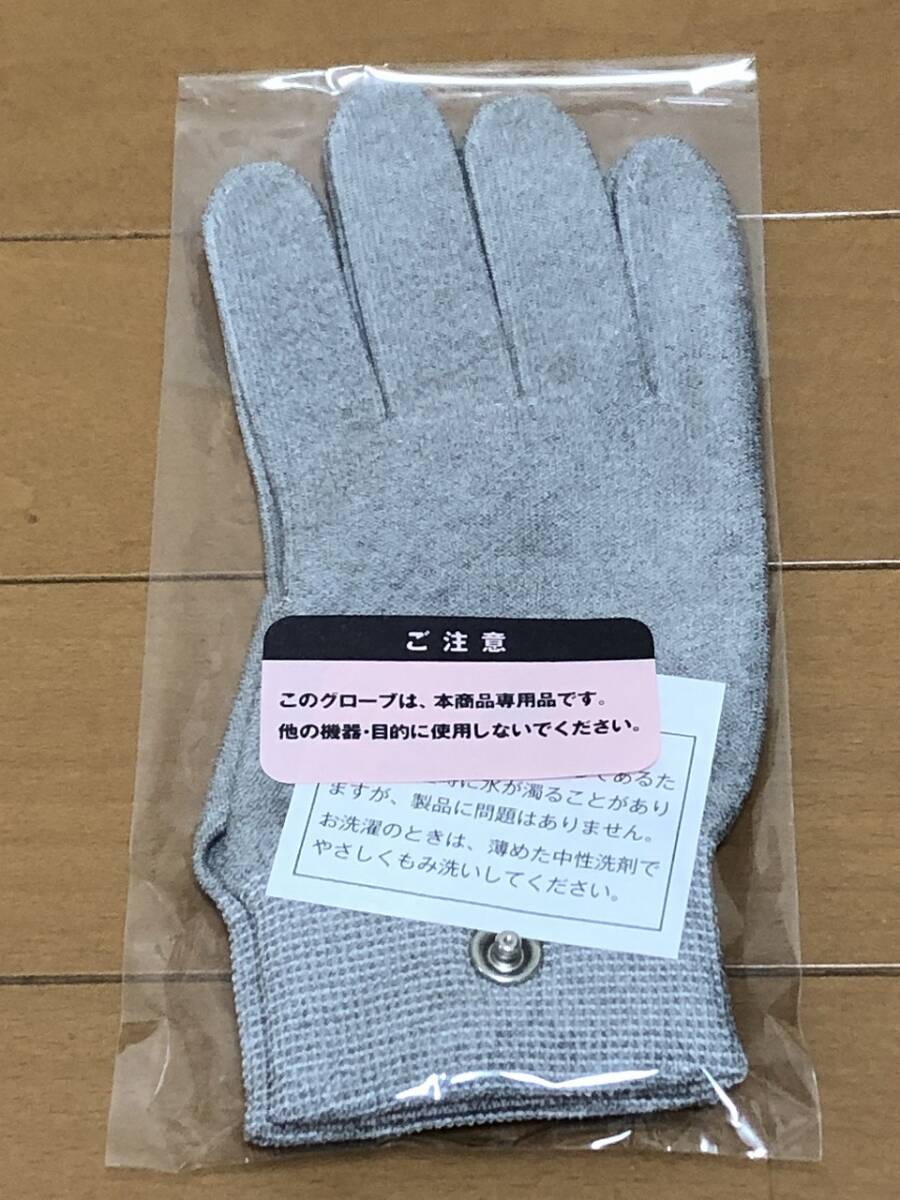 ご注意
このグローブは、本商品専用品です。
他の機器・目的に使用しないでください。
であるた
に水が濁ることがあり
ますが、製品に問題はありません。
お洗濯のときは、薄めた中性洗剤で
やさしくもみ洗いしてください。